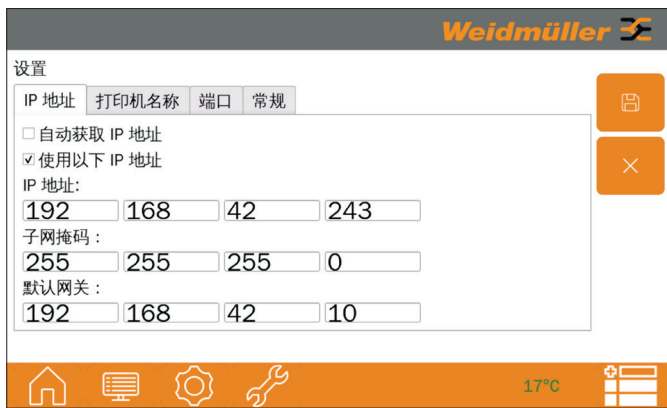 Weidmüller
设置
IP 地址 打印机名称 端口 常规
自动获取 IP 地址
使用以下 IP 地址
IP 地址:
192 168 42 243
子网掩码：
255 255 255 0
默认网关：
192 168 42 10
17°C